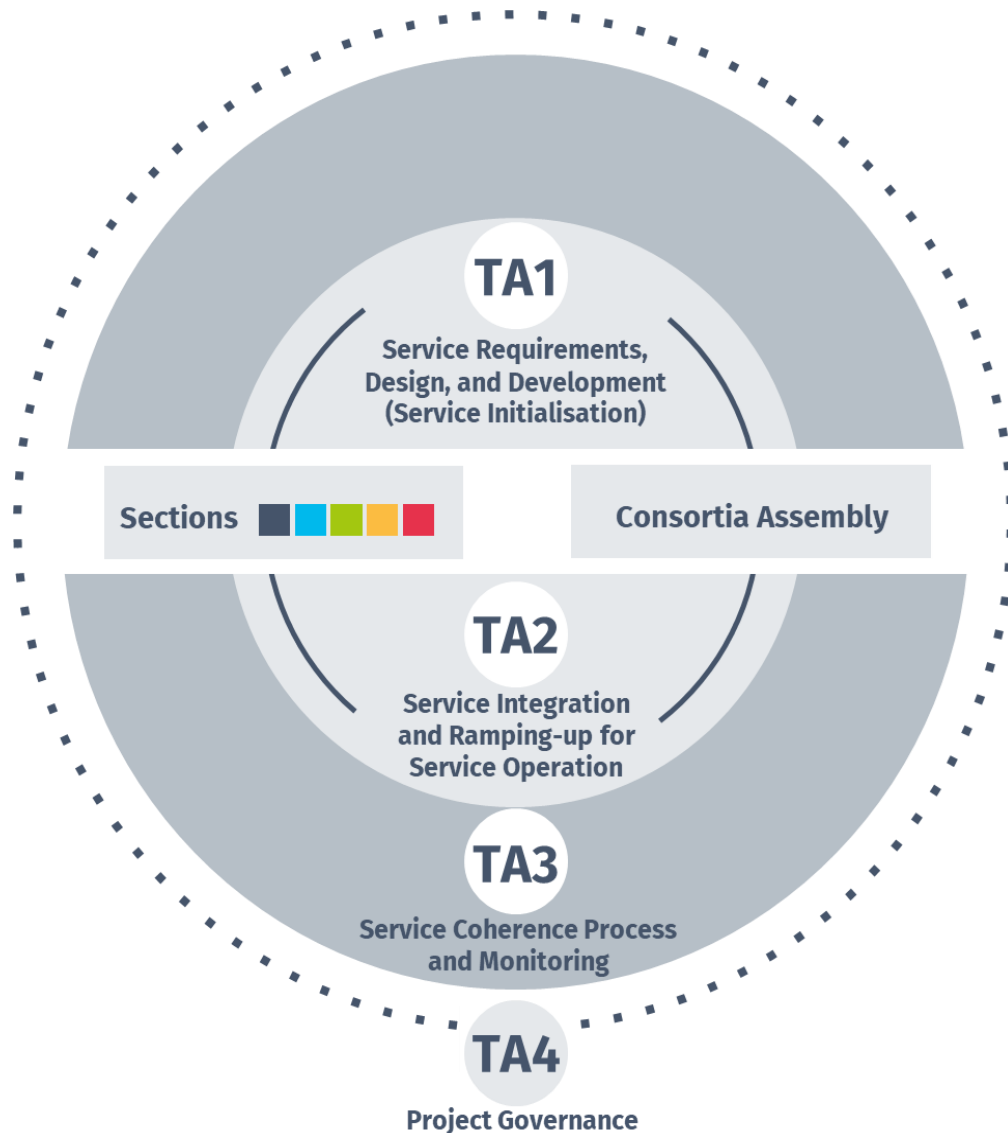 TA1
Service Requirements,
Design, and Development
(Service Initialisation)
Sections
Consortia Assembly
TA2
Service Integration
and Ramping-up for
Service Operation
TA3
Service Coherence Process
and Monitoring
TA4
Project Governance